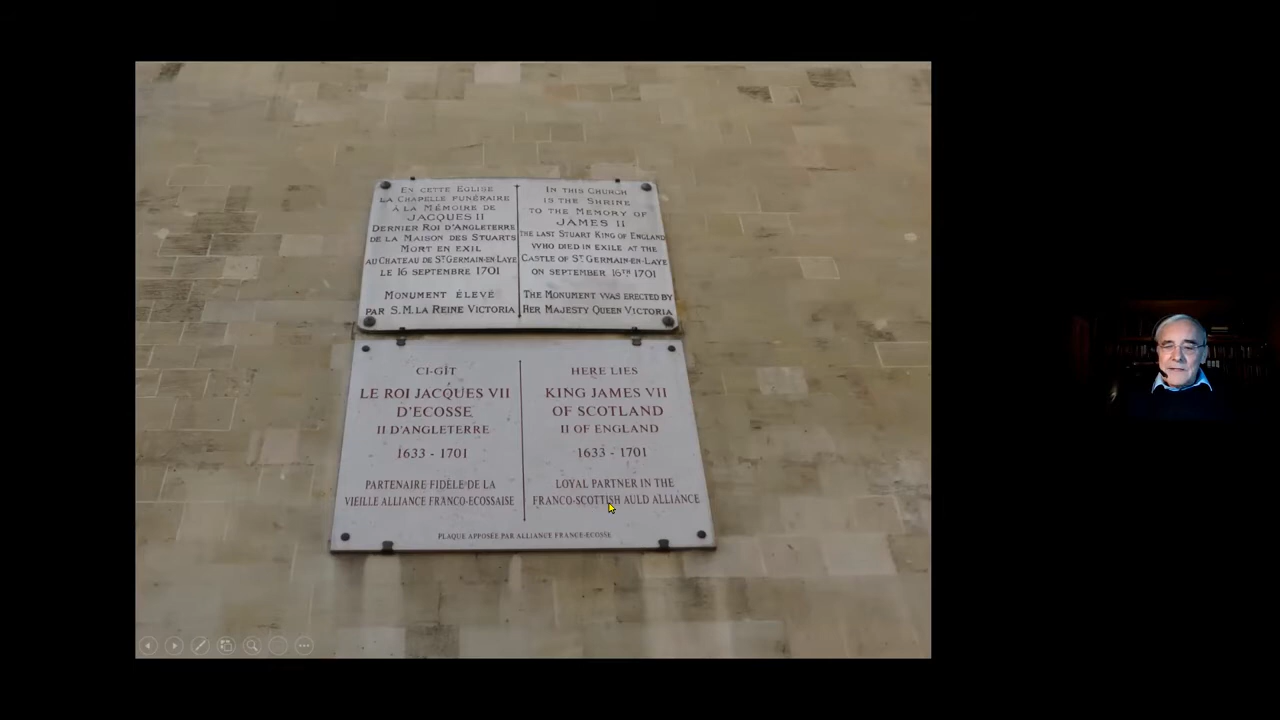 EN CETTE EGLISE
LA CHAPELLE FUNÉRAIRE
À LA MÉMOIRE DE
JACQUES II
DERNIER ROI D'ANGLETERRE
DE LA MAISON DES STUARTS
MORT EN EXIL
AU CHATEAU DE ST GERMAIN-EN-LAYE
LE 16 SEPTEMBRE 1701
MONUMENT ÉLEVÉ
PAR S.M. LA REINE VICTORIA
IN THIS CHURCH
IS THE SHRINE
TO THE MEMORY OF
JAMES II
THE LAST STUART KING OF ENGLAND
WHO DIED IN EXILE AT THE
CASTLE OF ST GERMAIN-EN-LAYE
ON SEPTEMBER 16TH 1701
THE MONUMENT WAS ERECTED BY
HER MAJESTY QUEEN VICTORIA
CI-GÎT
LE ROI JACQUES VII
D'ECOSSE
II D'ANGLETERRE
1633 - 1701
PARTENAIRE FIDÈLE DE LA
VIEILLE ALLIANCE FRANCO-ECOSSAISE
HERE LIES
KING JAMES VII
OF SCOTLAND
II OF ENGLAND
1633 - 1701
LOYAL PARTNER IN THE
FRANCO-SCOTTISH AULD ALLIANCE
PLAQUE APPOSÉE PAR ALLIANCE FRANCE-ECOSSE